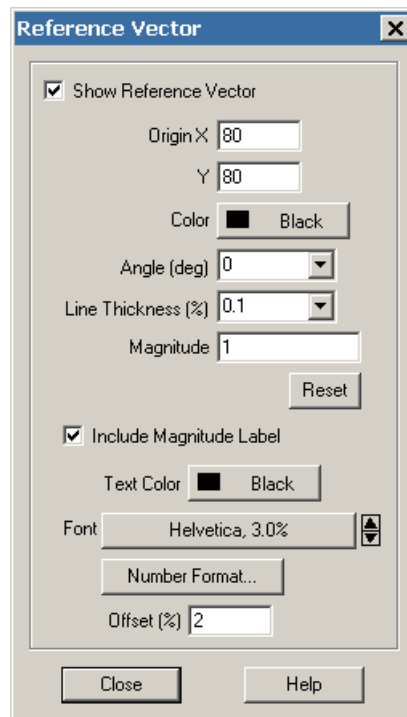 Reference Vector
Show Reference Vector
Origin X 80
Y 80
Color Black
Angle (deg) 0
Line Thickness (%) 0.1
Magnitude 1
Reset
Include Magnitude Label
Text Color Black
Font Helvetica, 3.0%
Number Format...
Offset (%) 2
Close Help